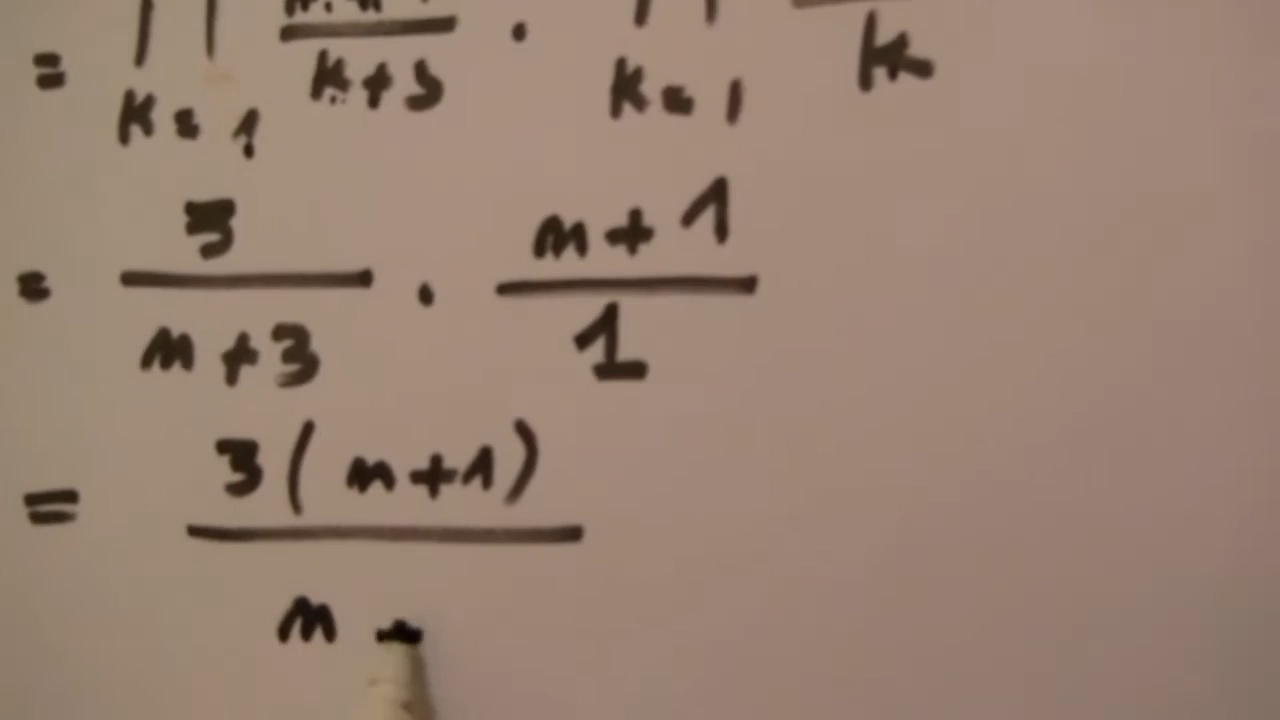 = ∏ / k+3 · ∏ / k
k=1 k=1
= 3/(n+3) · (n+1)/1
= 3(n+1)/n -